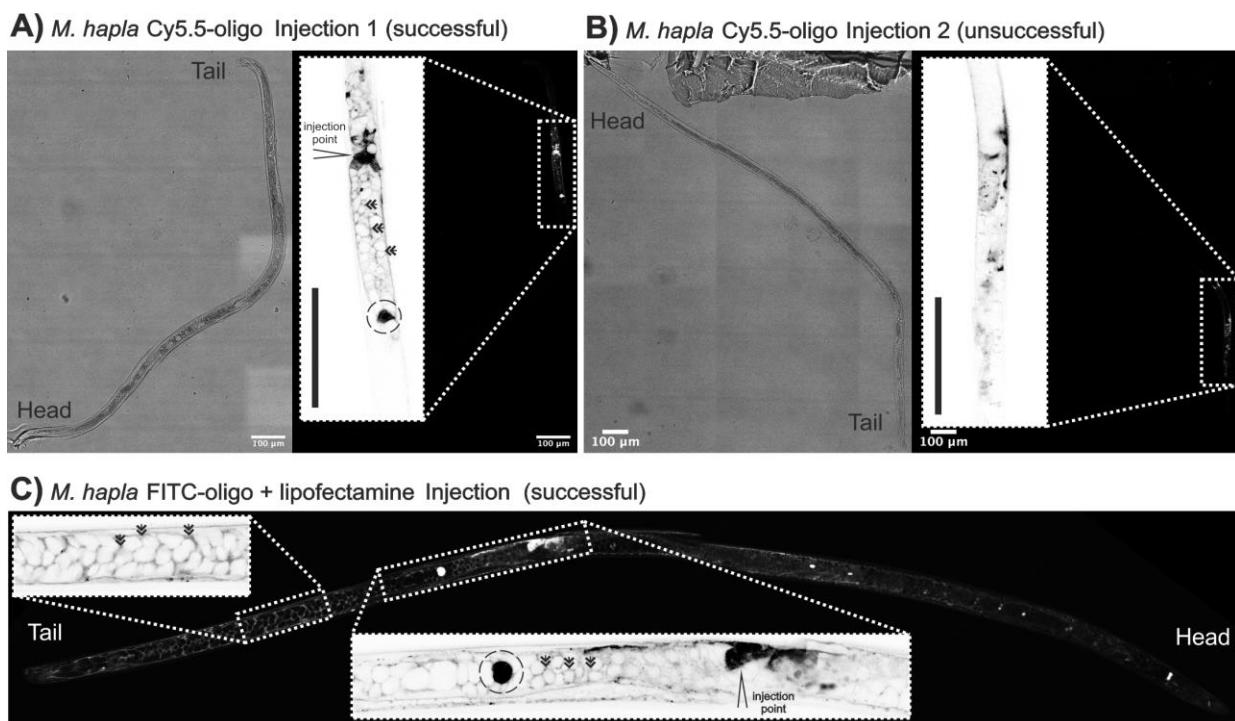 A) M. hapla Cy5.5-oligo Injection 1 (successful)
Tail
injection
point
Head
100 µm
100 µm
B) M. hapla Cy5.5-oligo Injection 2 (unsuccessful)
Head
Tail
100 µm
100 µm
C) M. hapla FITC-oligo + lipofectamine Injection (successful)
Tail
Head
injection
point